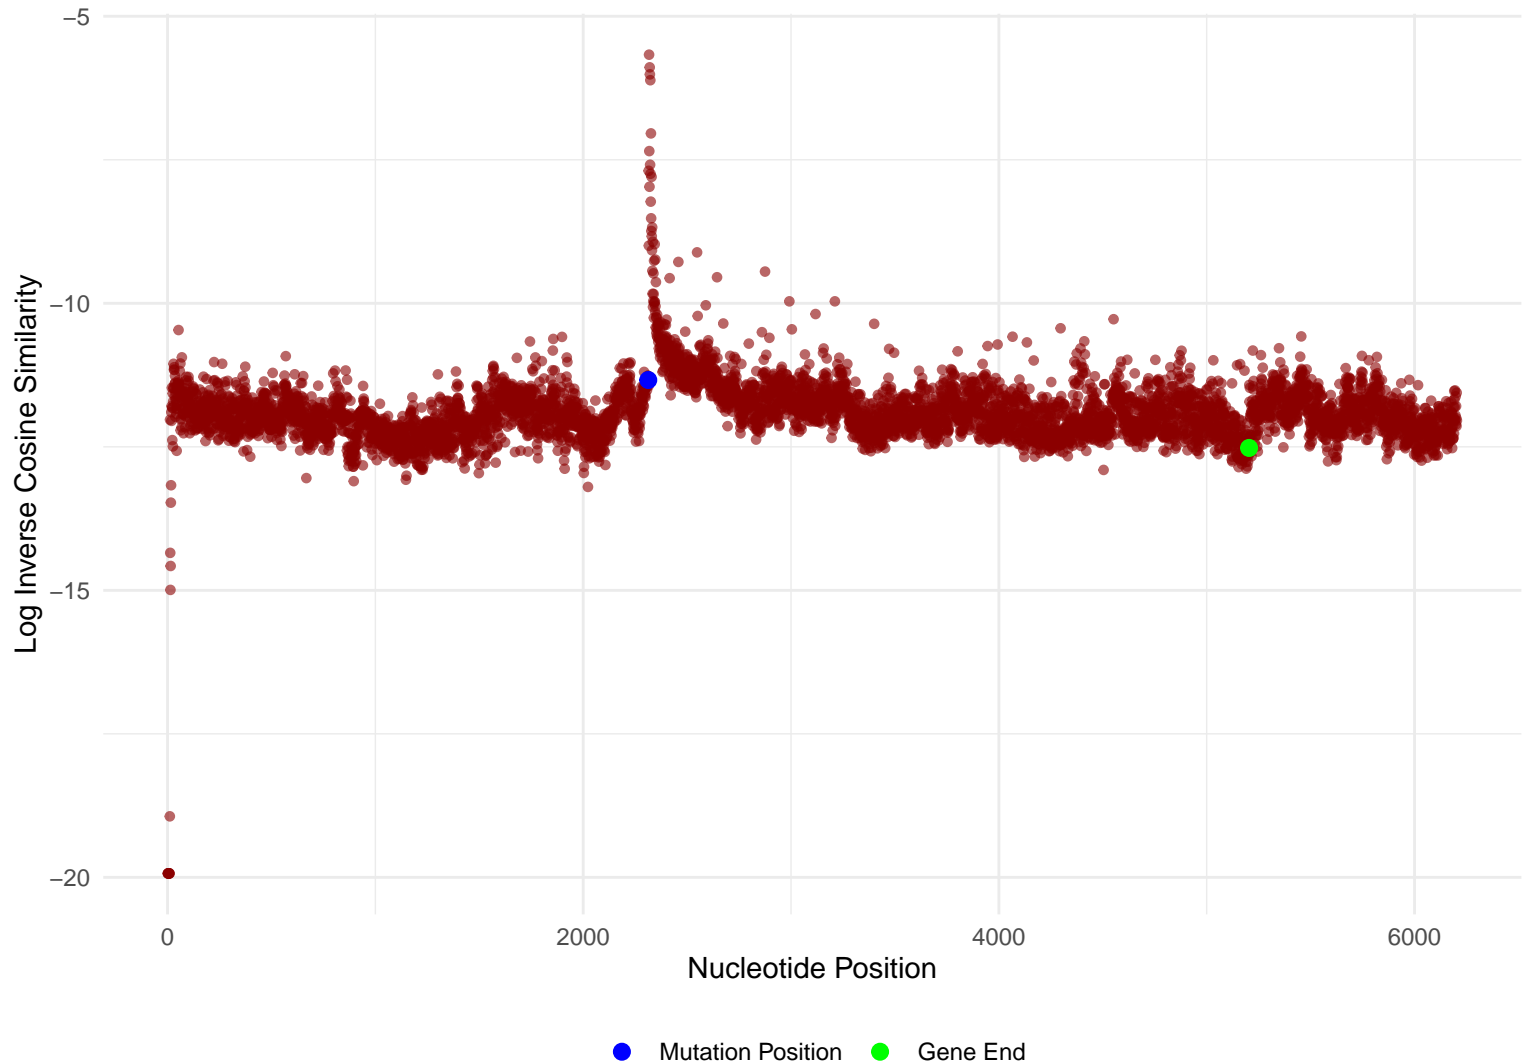 Log Inverse Cosine Similarity
−5
−10
−15
−20
0 2000 4000 6000
Nucleotide Position
Mutation Position Gene End